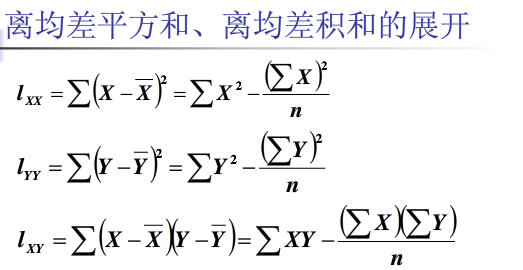 离均差平方和、离均差积和的展开
l_XX = ∑(X − X̄)² = ∑X² − (∑X)² / n
l_YY = ∑(Y − Ȳ)² = ∑Y² − (∑Y)² / n
l_XY = ∑(X − X̄)(Y − Ȳ) = ∑XY − (∑X)(∑Y) / n